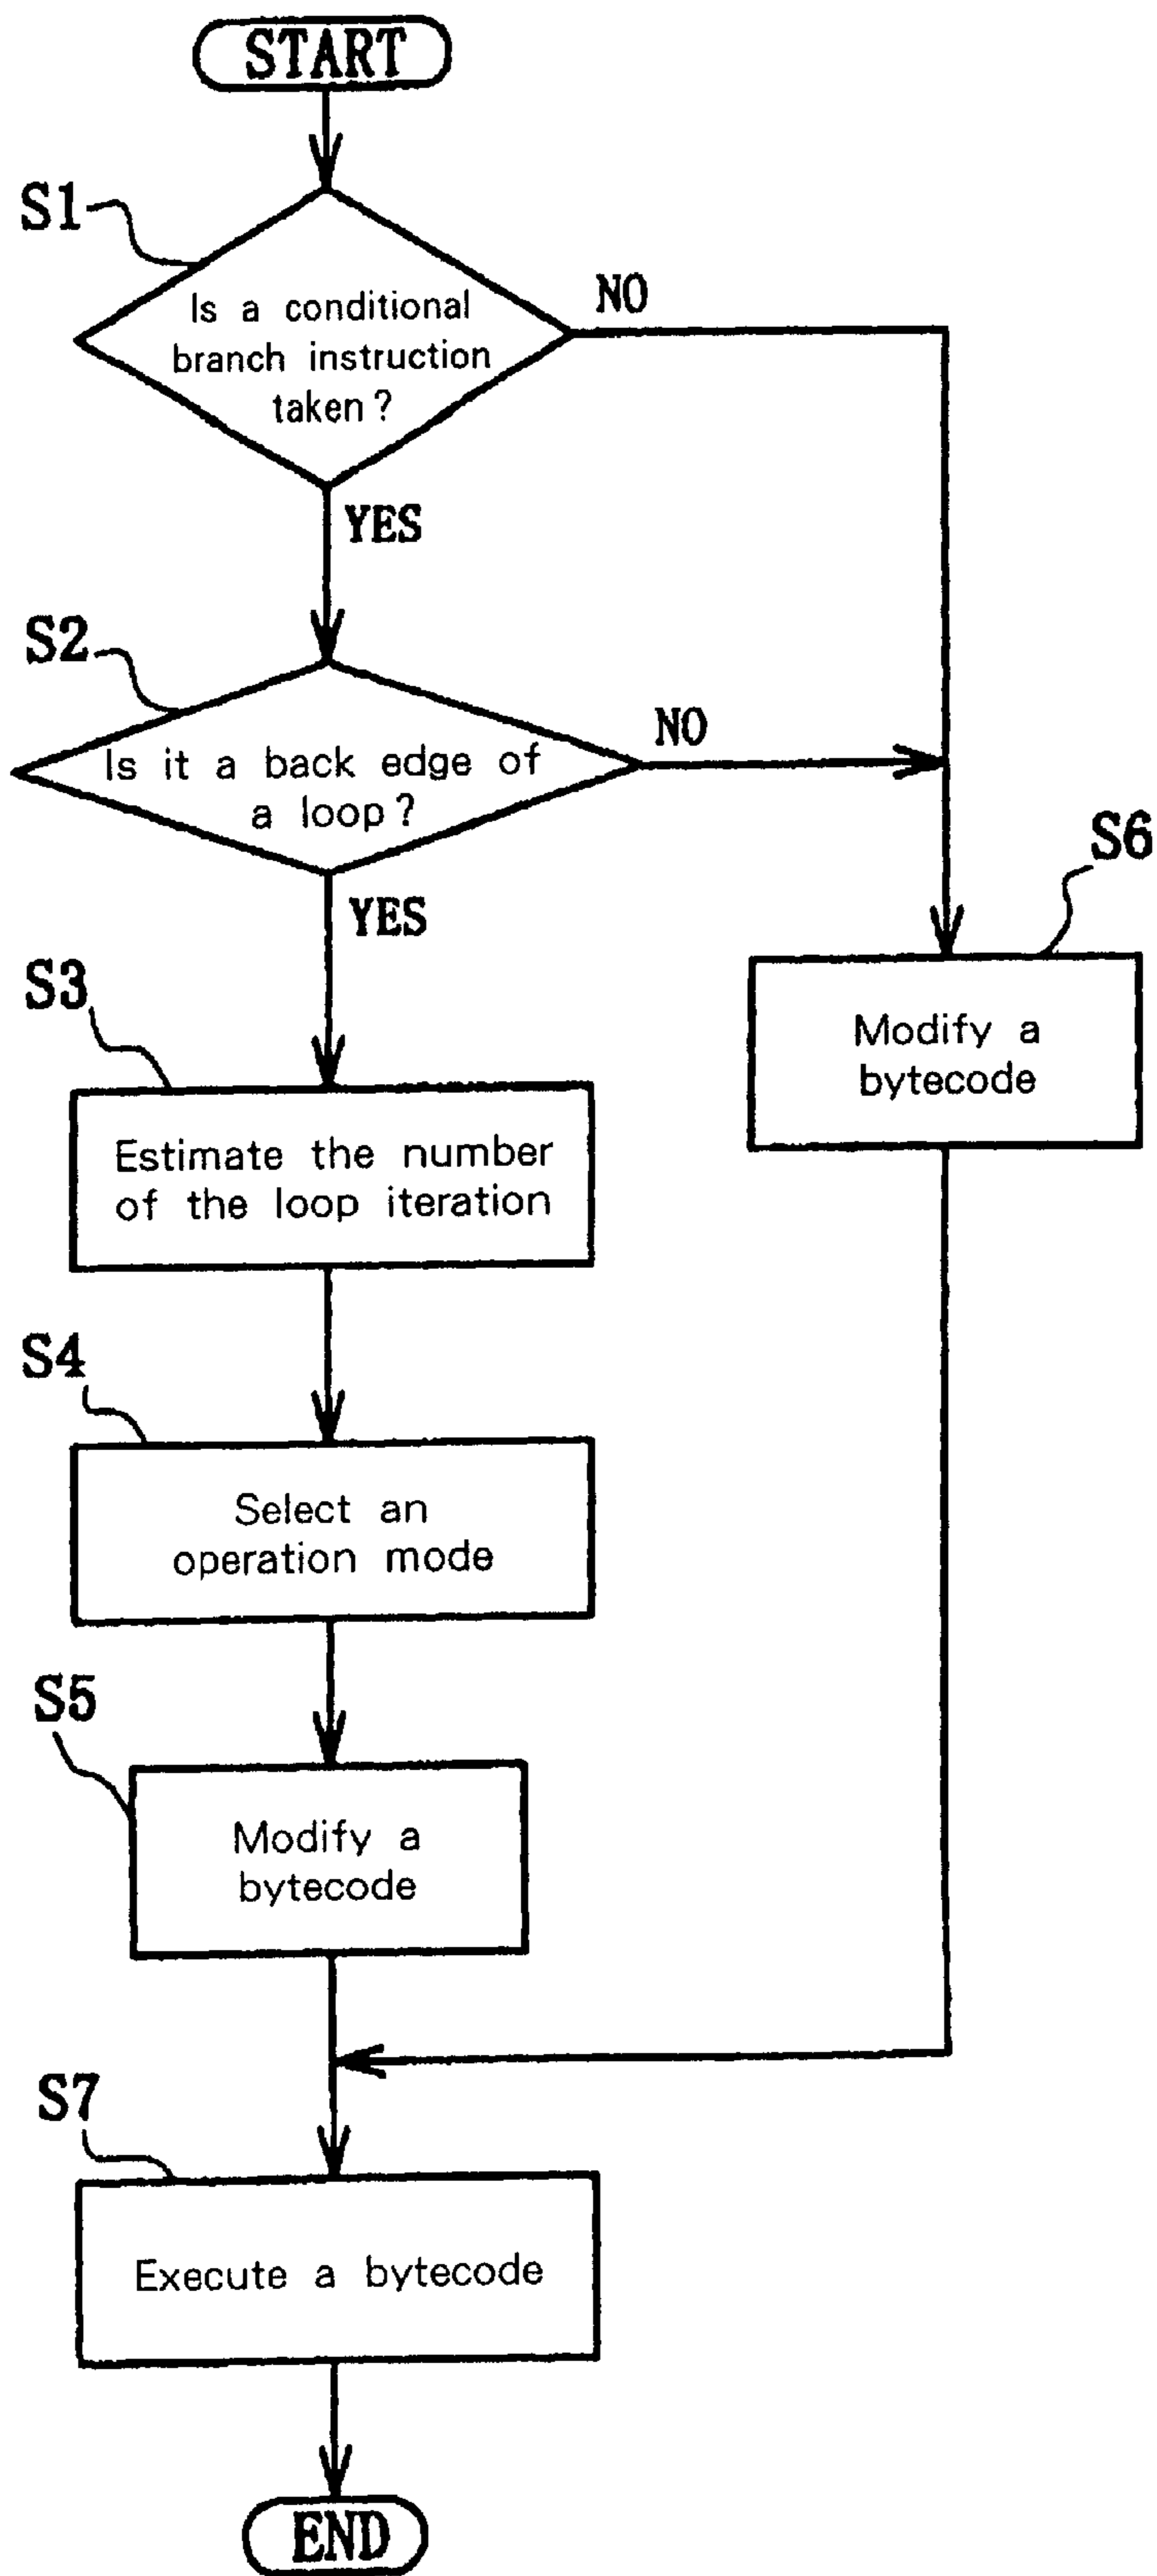 START
S1
Is a conditional
branch instruction
taken?
NO
YES
S2
Is it a back edge of
a loop?
NO
YES
S6
Modify a
bytecode
S3
Estimate the number
of the loop iteration
S4
Select an
operation mode
S5
Modify a
bytecode
S7
Execute a bytecode
END